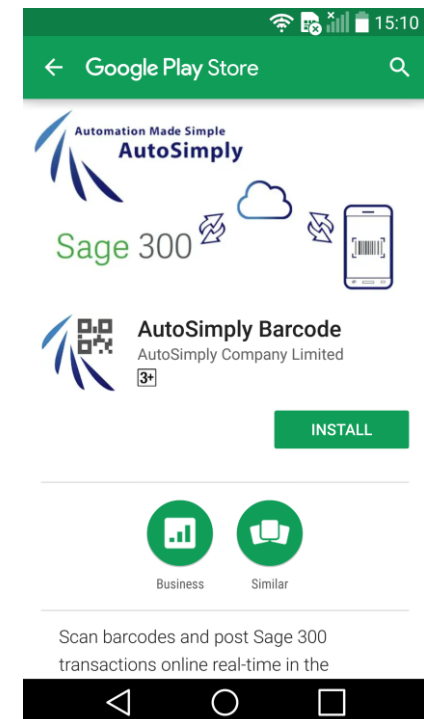 15:10
Google Play Store
Automation Made Simple
AutoSimply
Sage 300
AutoSimply Barcode
AutoSimply Company Limited
3+
INSTALL
Business
Similar
Scan barcodes and post Sage 300
transactions online real-time in the